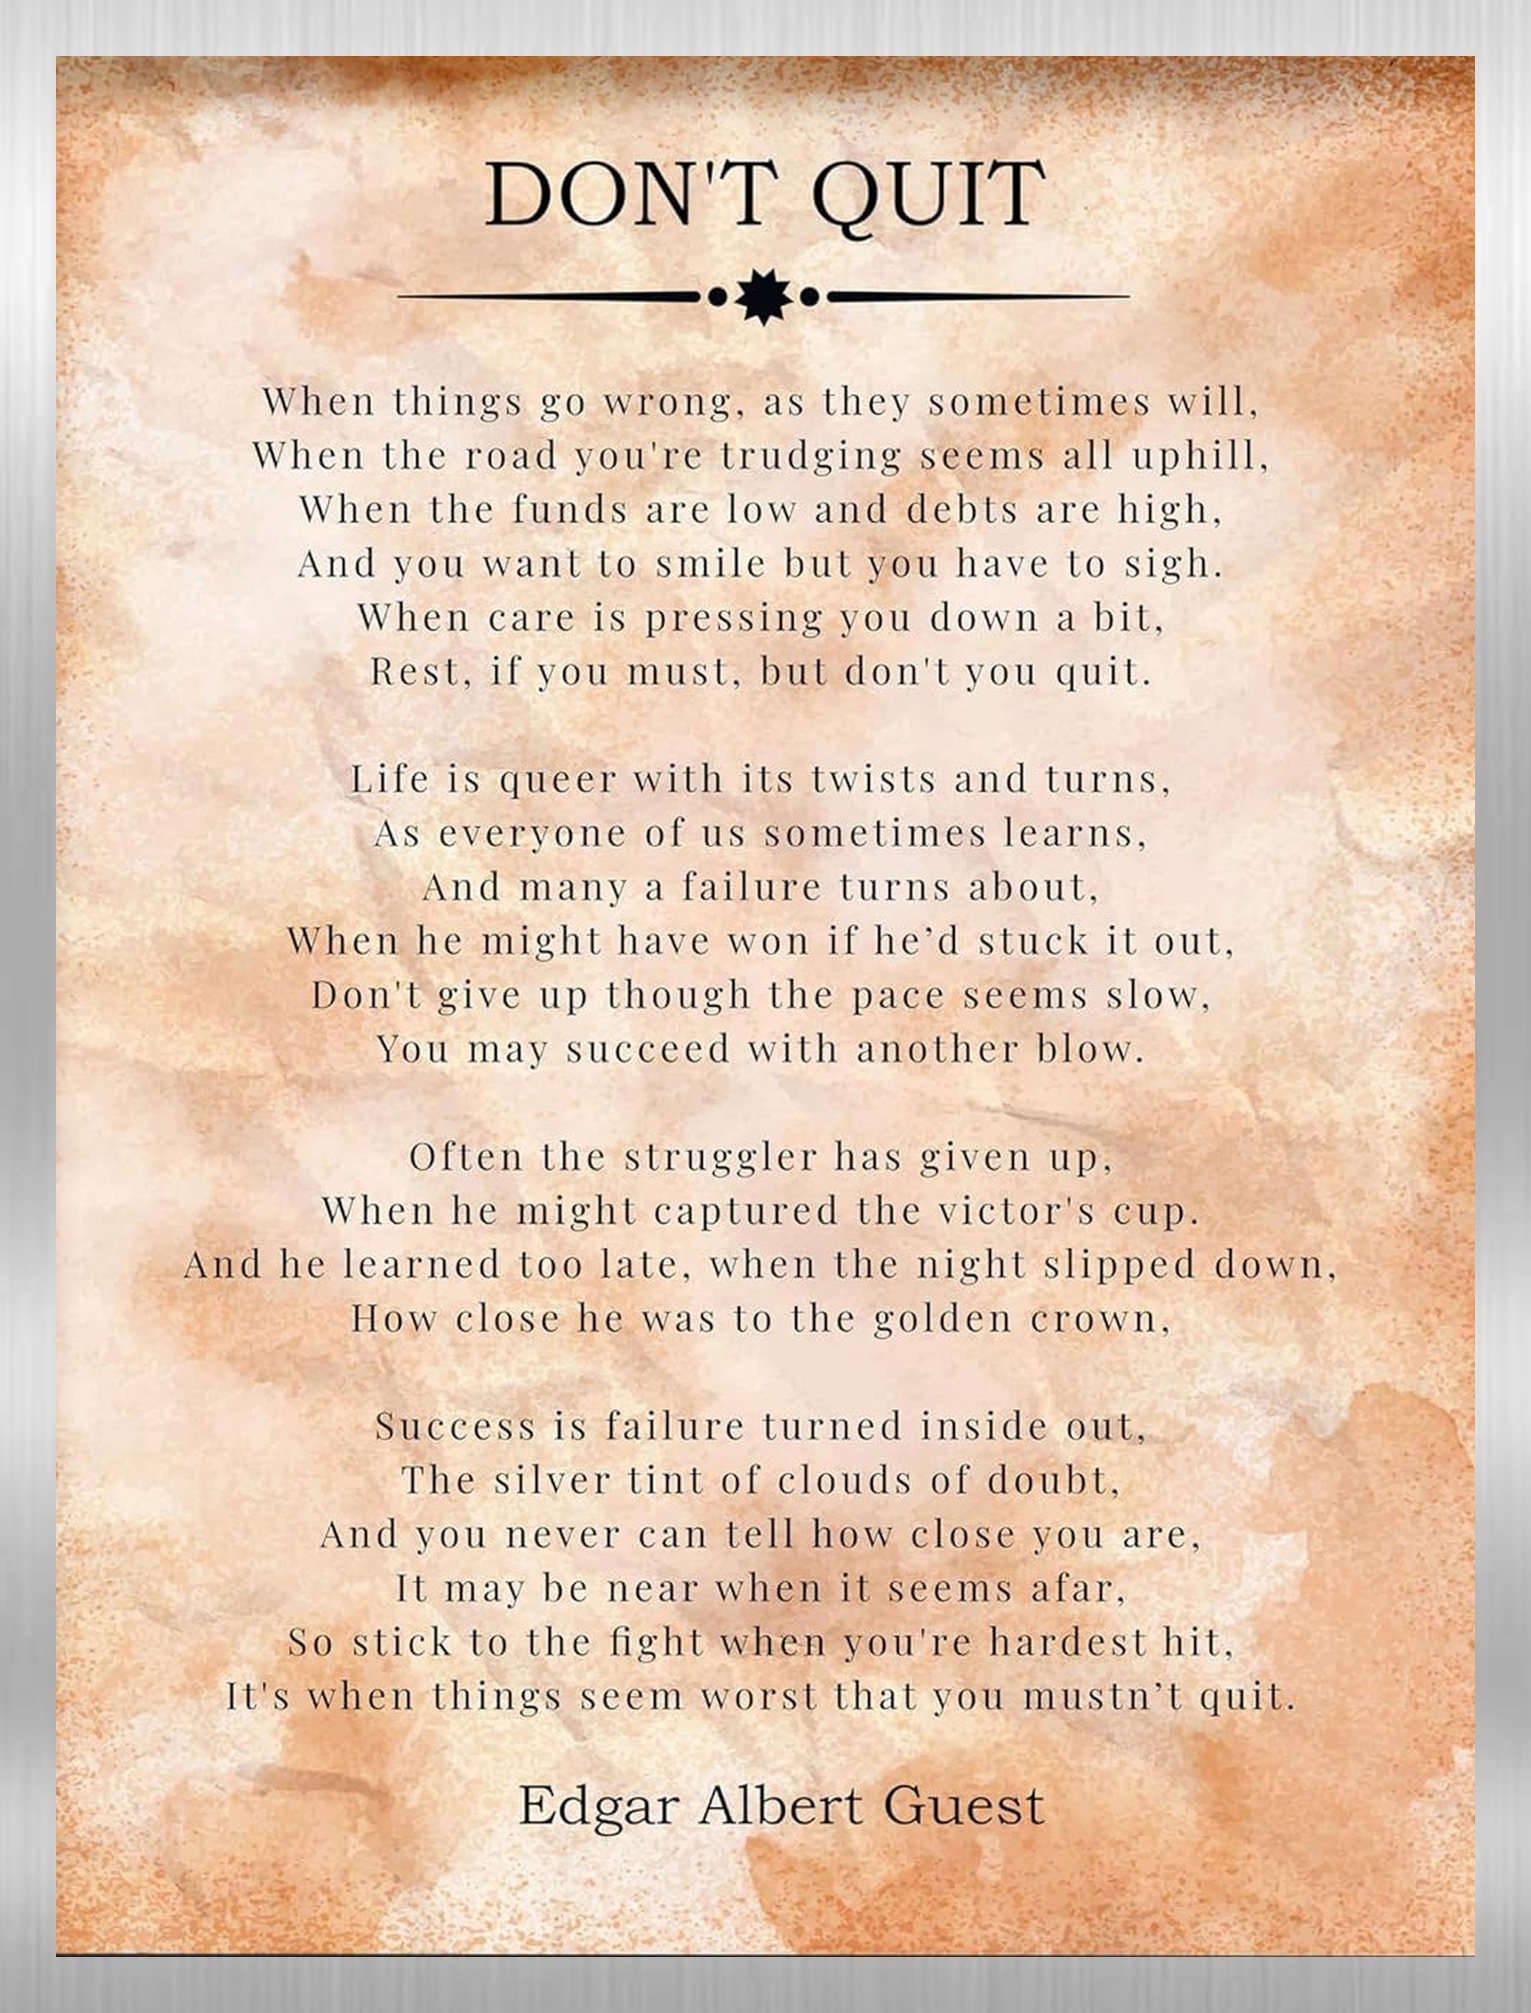 DON'T QUIT
When things go wrong, as they sometimes will,
When the road you're trudging seems all uphill,
When the funds are low and debts are high,
And you want to smile but you have to sigh.
When care is pressing you down a bit,
Rest, if you must, but don't you quit.
Life is queer with its twists and turns,
As everyone of us sometimes learns,
And many a failure turns about,
When he might have won if he’d stuck it out,
Don't give up though the pace seems slow,
You may succeed with another blow.
Often the struggler has given up,
When he might captured the victor's cup.
And he learned too late, when the night slipped down,
How close he was to the golden crown,
Success is failure turned inside out,
The silver tint of clouds of doubt,
And you never can tell how close you are,
It may be near when it seems afar,
So stick to the fight when you're hardest hit,
It's when things seem worst that you mustn’t quit.
Edgar Albert Guest